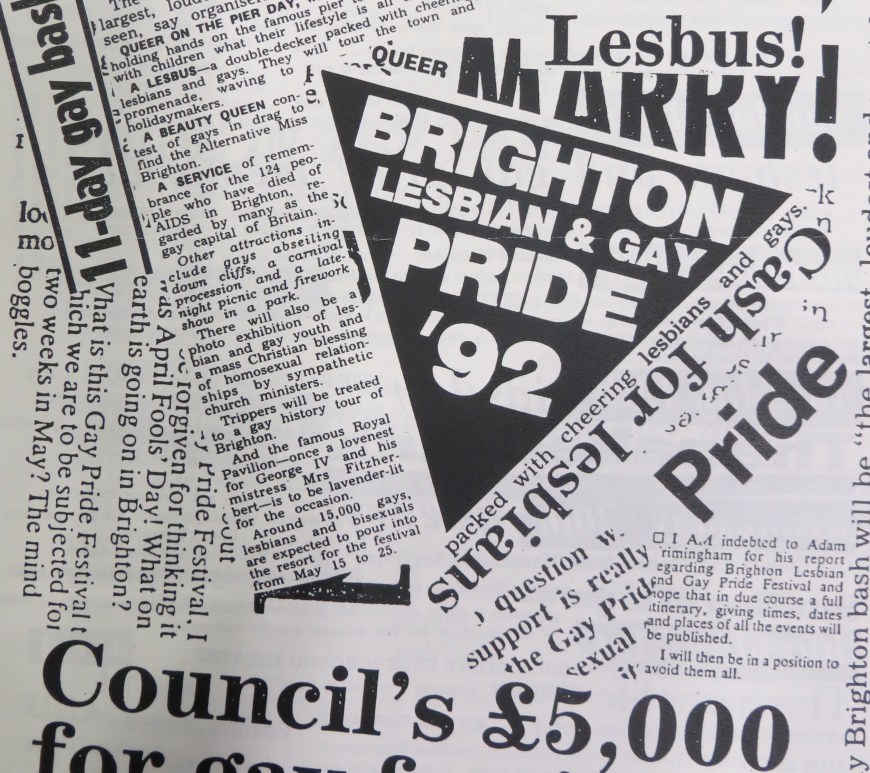 largest,
seen, say organise
QUEER ON THE PIER DAY,
holding hands on the famous pier to
with children what their lifestyle is all
A LESBUS—a double-decker packed with cheering
lesbians and gays. They will tour the town and
promenade, waving to
holidaymakers.
A BEAUTY QUEEN con-
test of gays in drag to
find the Alternative Miss
Brighton.
A SERVICE of remem-
brance for the 124 peo-
ple who have died of
AIDS in Brighton, re-
garded by many as the
gay capital of Britain.
Other attractions in-
clude gays abseiling
down cliffs, a carnival
procession and a late-
night picnic and firework
show in a park.
There will also be a
photo exhibition of les-
bian and gay youth and
a mass Christian blessing
of homosexual relation-
ships by sympathetic
church ministers.
Trippers will be treated
to a gay history tour of
Brighton.
And the famous Royal
Pavilion—once a lovenest
for George IV and his
mistress Mrs Fitzher-
bert—is to be lavender-lit
for the occasion.
Around 15,000 gays,
lesbians and bisexuals
are expected to pour into
the resort for the festival
from May 15 to 25.
11-day gay bas
QUEER
Lesbus!
MARRY!
BRIGHTON
LESBIAN & GAY
PRIDE
'92
packed with cheering lesbians and gays.
Cash for lesbians
Pride
question
support is really
the Gay Prid
sexual
I AM indebted to Adam
rimingham for his report
egarding Brighton Lesbian
nd Gay Pride Festival and
hope that in due course a full
itinerary, giving times, dates
and places of all the events will
be published.
I will then be in a position to
avoid them all.
y Brighton bash will be “the largest, loudest and
Pride Festival, I
forgiven for thinking it
was April Fools' Day! What on
earth is going on in Brighton?
What is this Gay Pride Festival t
hich we are to be subjected for
two weeks in May? The mind
boggles.
Council's £5,000
for gay